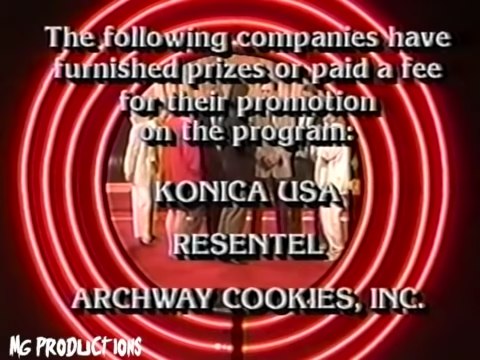 The following companies have
furnished prizes or paid a fee
for their promotion
on the program:
KONICA USA
RESENTEL
ARCHWAY COOKIES, INC.
MG PRODUCTIONS